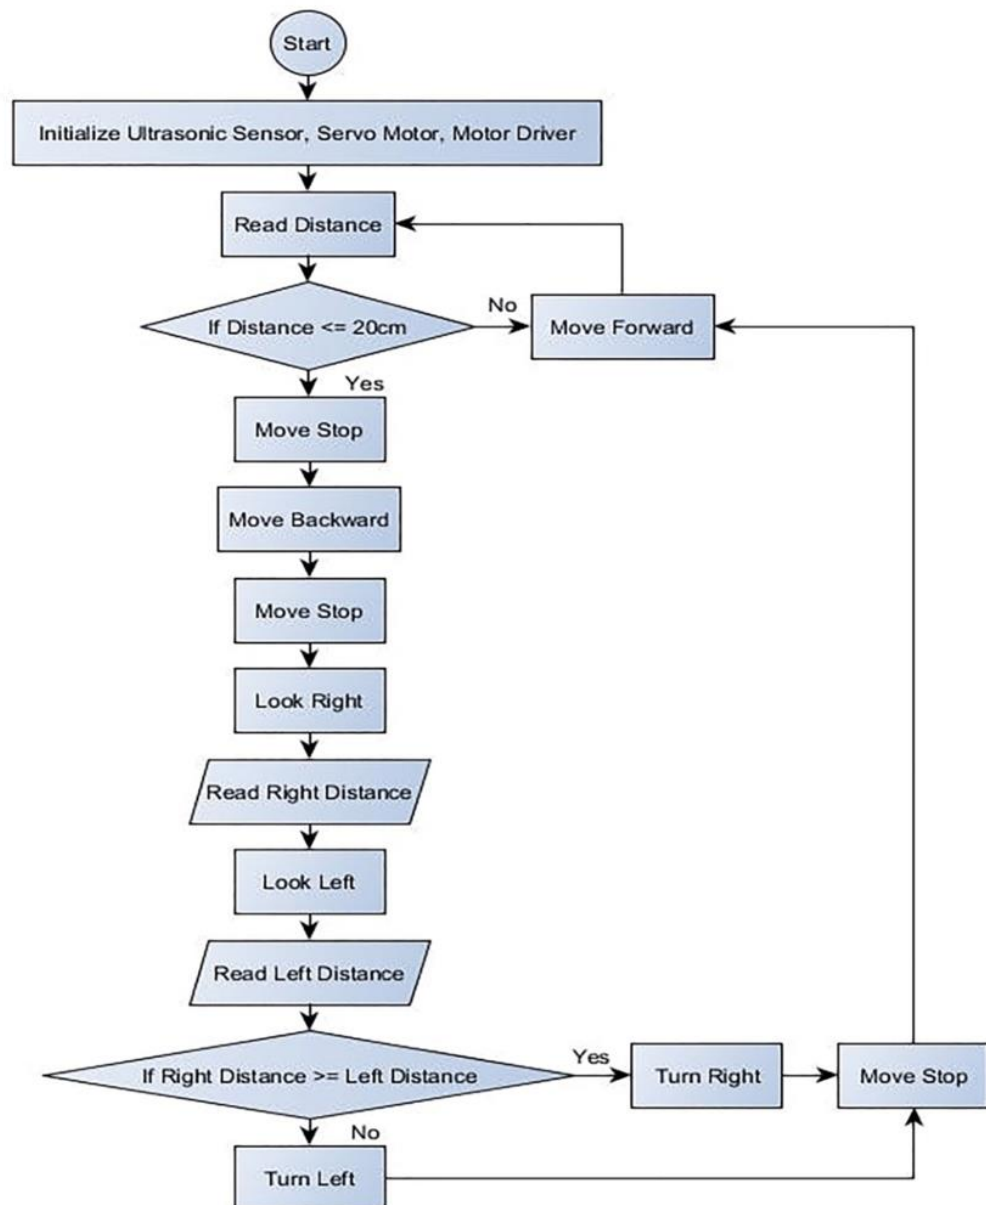 Start
Initialize Ultrasonic Sensor, Servo Motor, Motor Driver
Read Distance
If Distance <= 20cm
No
Move Forward
Yes
Move Stop
Move Backward
Move Stop
Look Right
Read Right Distance
Look Left
Read Left Distance
If Right Distance >= Left Distance
Yes
Turn Right
Move Stop
No
Turn Left